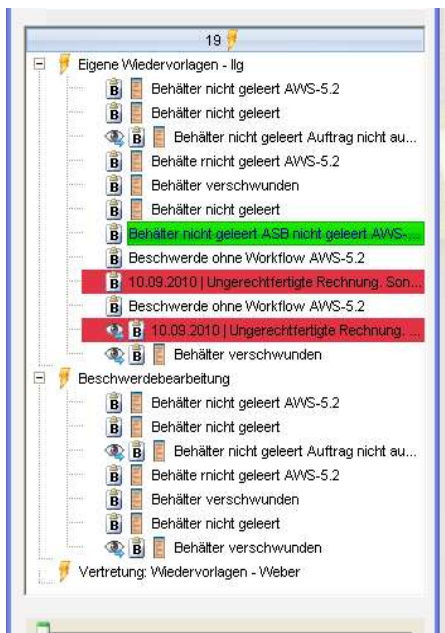 19
Eigene Wiedervorlagen - Ilg
B Behälter nicht geleert AWS-5.2
B Behälter nicht geleert
B Behälter nicht geleert Auftrag nicht au...
B Behälte rnicht geleert AWS-5.2
B Behälter verschwunden
B Behälter nicht geleert
B Behälter nicht geleert ASB nicht geleert AWS-...
B Beschwerde ohne Workflow AWS-5.2
B 10.09.2010 | Ungerechtfertigte Rechnung. Son...
B Beschwerde ohne Workflow AWS-5.2
B 10.09.2010 | Ungerechtfertigte Rechnung. ...
B Behälter verschwunden
Beschwerdebearbeitung
B Behälter nicht geleert AWS-5.2
B Behälter nicht geleert
B Behälter nicht geleert Auftrag nicht au...
B Behälte rnicht geleert AWS-5.2
B Behälter verschwunden
B Behälter nicht geleert
B Behälter verschwunden
Vertretung: Wiedervorlagen - Weber